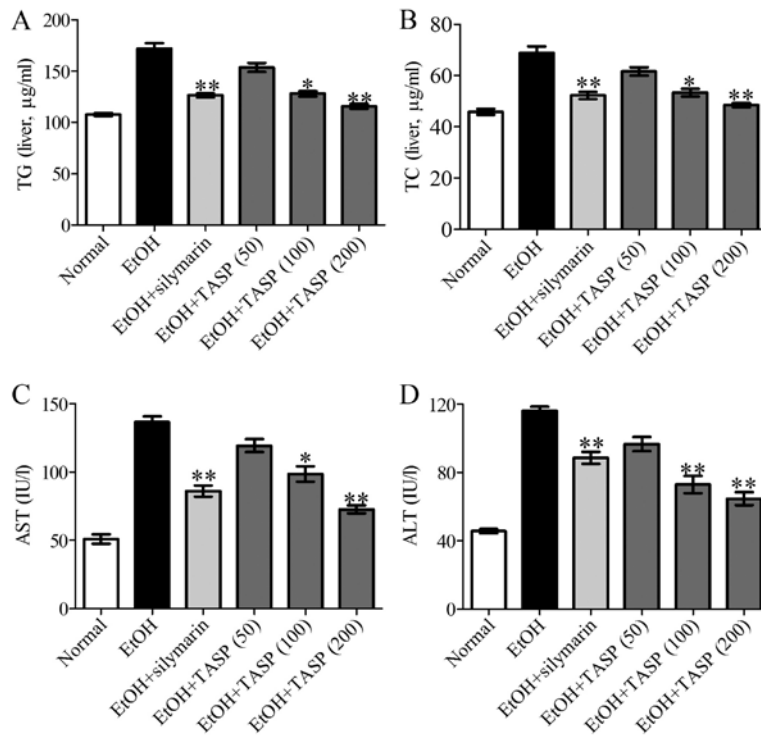 A
TG (liver, µg/ml)
200
150
100
50
0
**
*
**
Normal
EtOH
EtOH+silymarin
EtOH+TASP (50)
EtOH+TASP (100)
EtOH+TASP (200)
B
TC (liver, µg/ml)
80
60
40
20
0
**
*
**
Normal
EtOH
EtOH+silymarin
EtOH+TASP (50)
EtOH+TASP (100)
EtOH+TASP (200)
C
AST (IU/l)
150
100
50
0
**
*
**
Normal
EtOH
EtOH+silymarin
EtOH+TASP (50)
EtOH+TASP (100)
EtOH+TASP (200)
D
ALT (IU/l)
120
80
40
0
**
**
**
Normal
EtOH
EtOH+silymarin
EtOH+TASP (50)
EtOH+TASP (100)
EtOH+TASP (200)